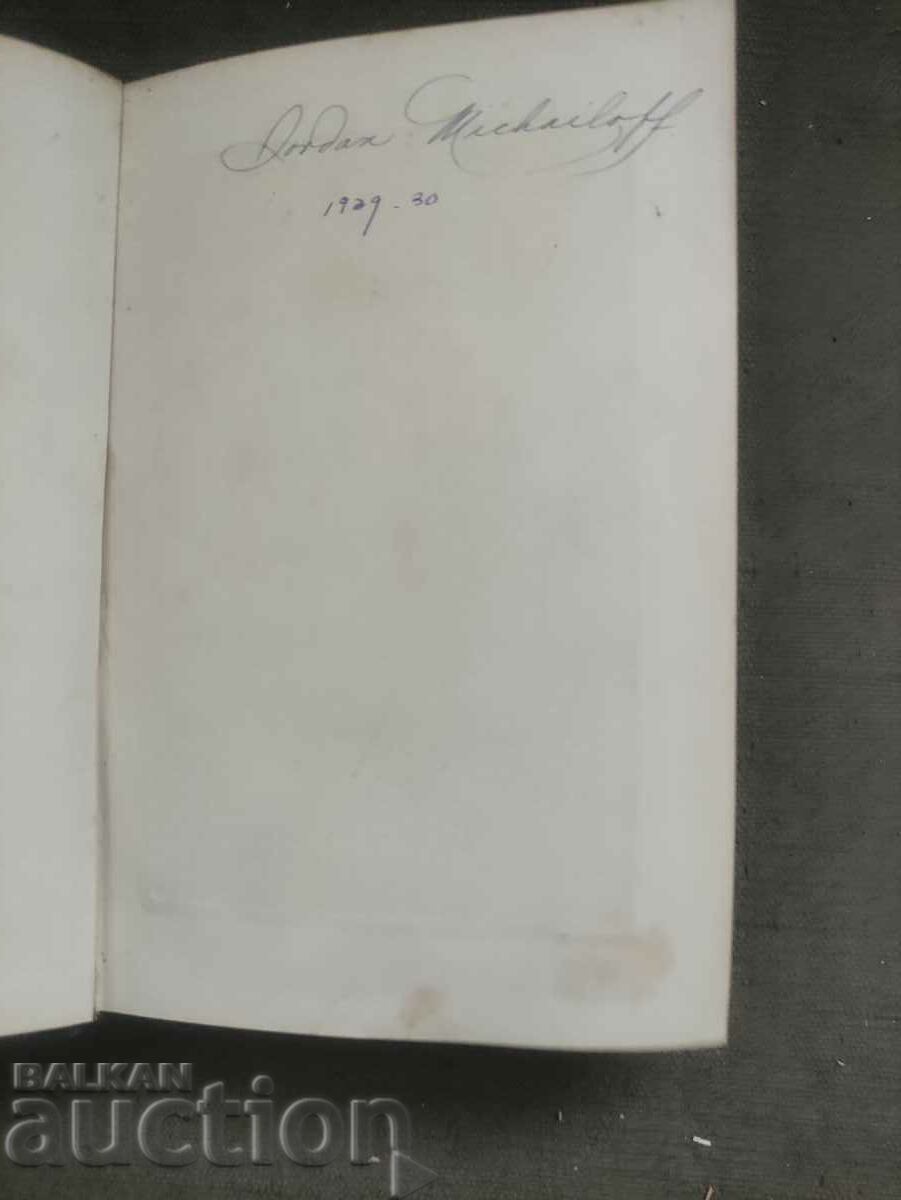 Jordan Michailoff
1929-30
BALKAN
auction